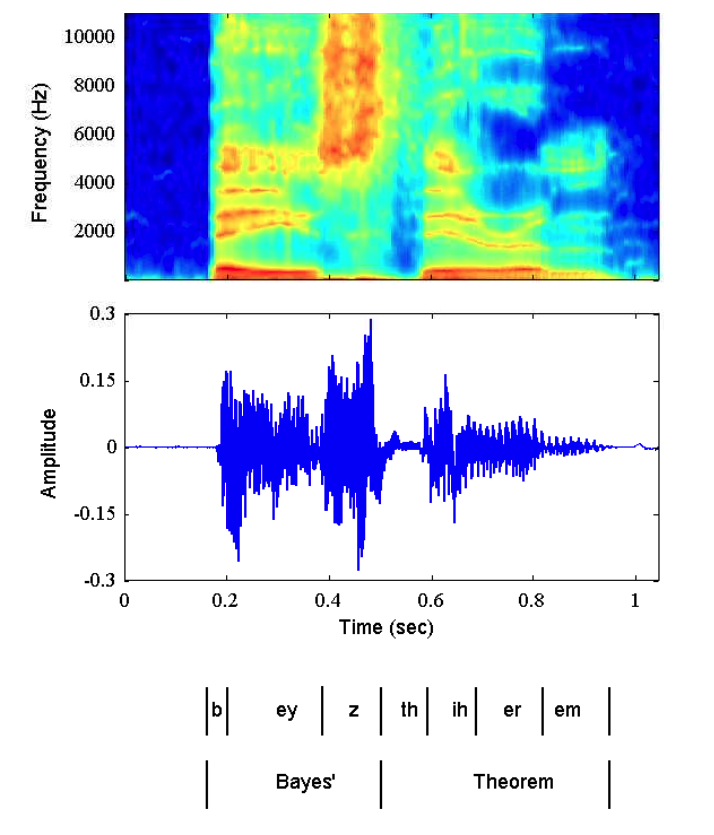 10000
8000
6000
4000
2000
Frequency (Hz)
0.3
0.15
0
-0.15
-0.3
Amplitude
0 0.2 0.4 0.6 0.8 1
Time (sec)
b ey z th ih er em
Bayes' Theorem